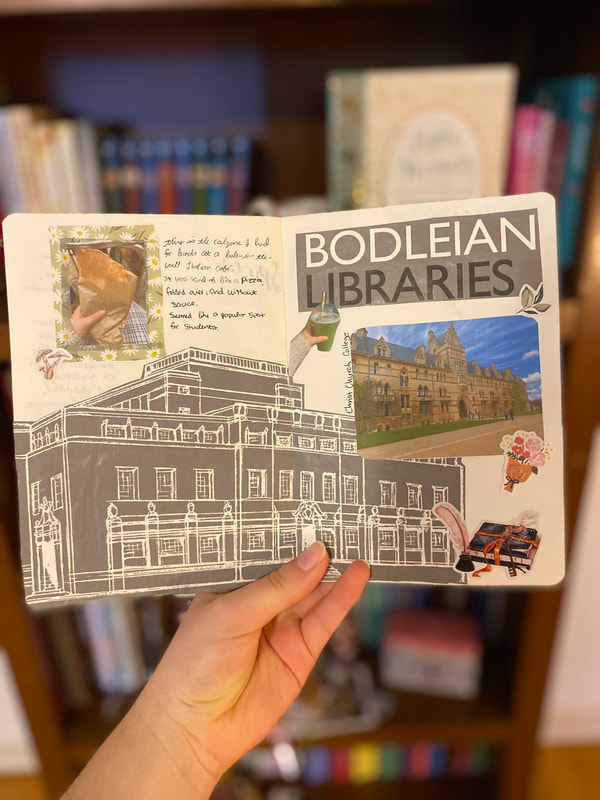 this is the calzone I had
for lunch at a hole-in-the-
wall Italian cafe.
It was kind of like a pizza
folded over, and without
sauce.
Seemed like a popular spot
for students.
BODLEIAN
LIBRARIES
Christ Church College